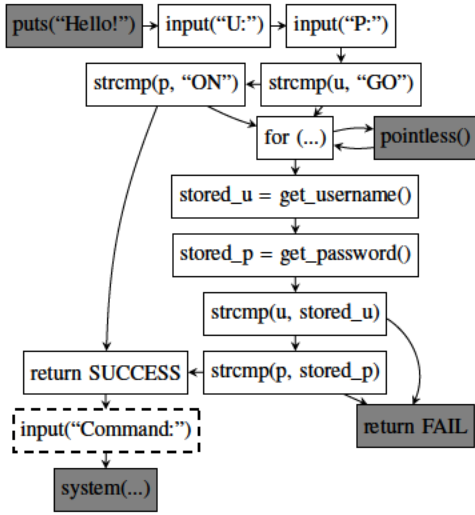 puts(“Hello!”)
input(“U:”)
input(“P:”)
strcmp(p, “ON”)
strcmp(u, “GO”)
for (...)
pointless()
stored_u = get_username()
stored_p = get_password()
strcmp(u, stored_u)
return SUCCESS
strcmp(p, stored_p)
input(“Command:”)
return FAIL
system(...)